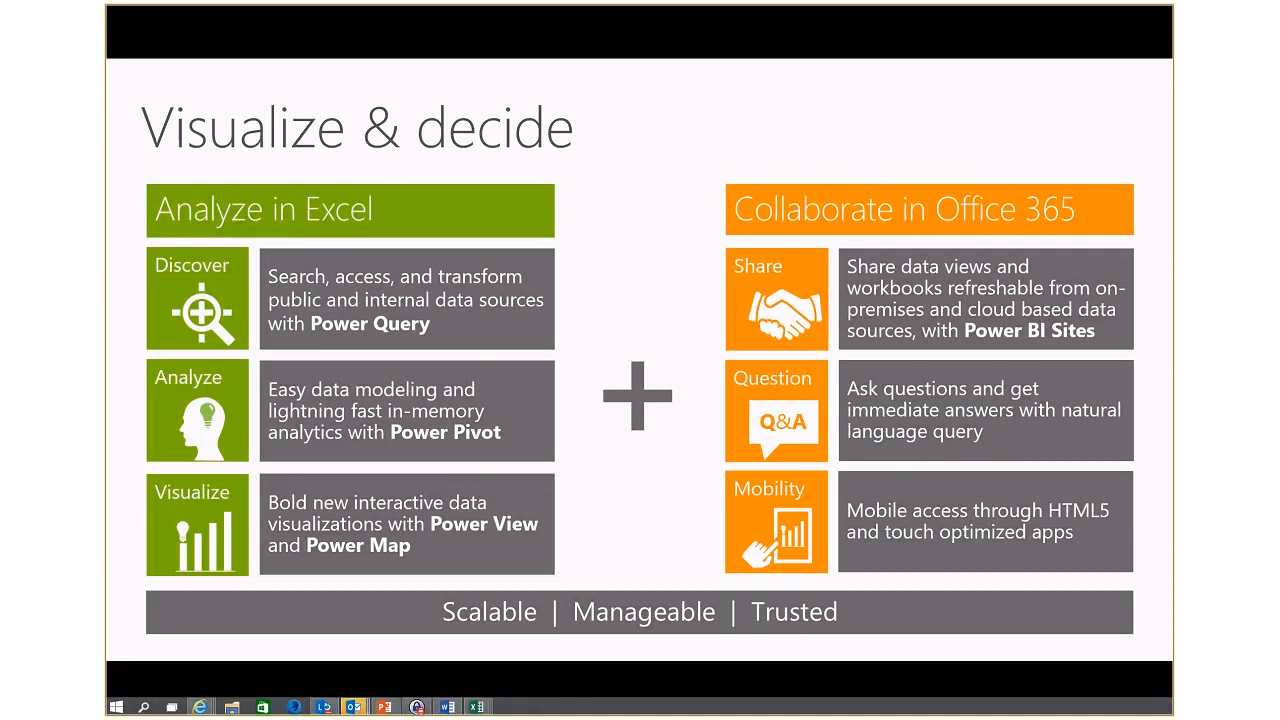 Visualize & decide
Analyze in Excel
Discover
Search, access, and transform
public and internal data sources
with Power Query
Analyze
Easy data modeling and
lightning fast in-memory
analytics with Power Pivot
Visualize
Bold new interactive data
visualizations with Power View
and Power Map
Collaborate in Office 365
Share
Share data views and
workbooks refreshable from on-
premises and cloud based data
sources, with Power BI Sites
Question
Q&A
Ask questions and get
immediate answers with natural
language query
Mobility
Mobile access through HTML5
and touch optimized apps
Scalable | Manageable | Trusted